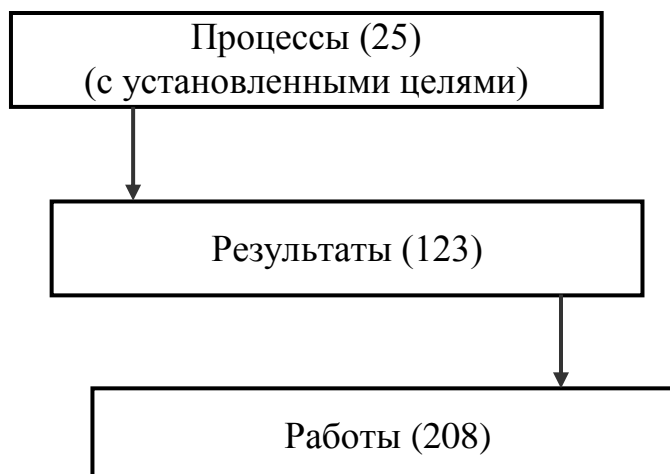 Процессы (25)
(с установленными целями)
Результаты (123)
Работы (208)